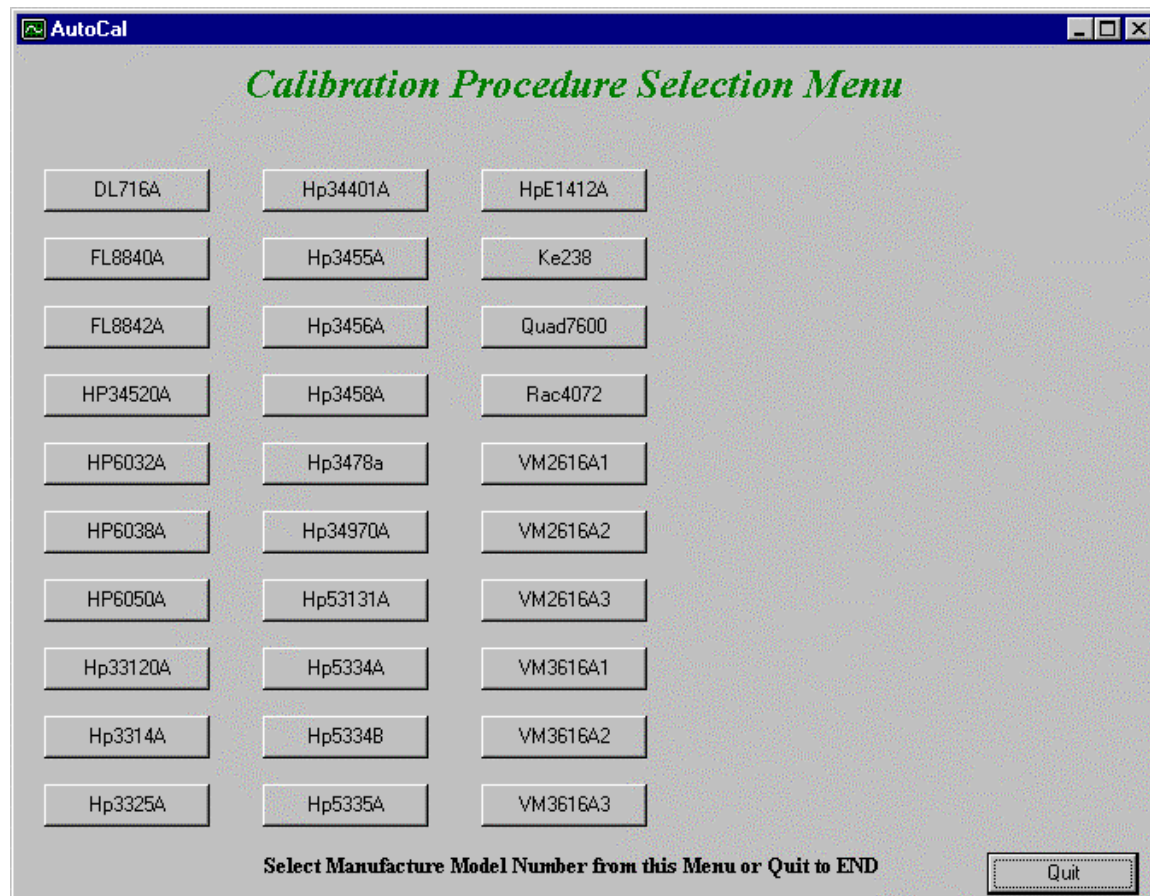 AutoCal
Calibration Procedure Selection Menu
DL716A Hp34401A HpE1412A
FL8840A Hp3455A Ke238
FL8842A Hp3456A Quad7600
HP34520A Hp3458A Rac4072
HP6032A Hp3478a VM2616A1
HP6038A Hp34970A VM2616A2
HP6050A Hp53131A VM2616A3
Hp33120A Hp5334A VM3616A1
Hp3314A Hp5334B VM3616A2
Hp3325A Hp5335A VM3616A3
Select Manufacture Model Number from this Menu or Quit to END
Quit